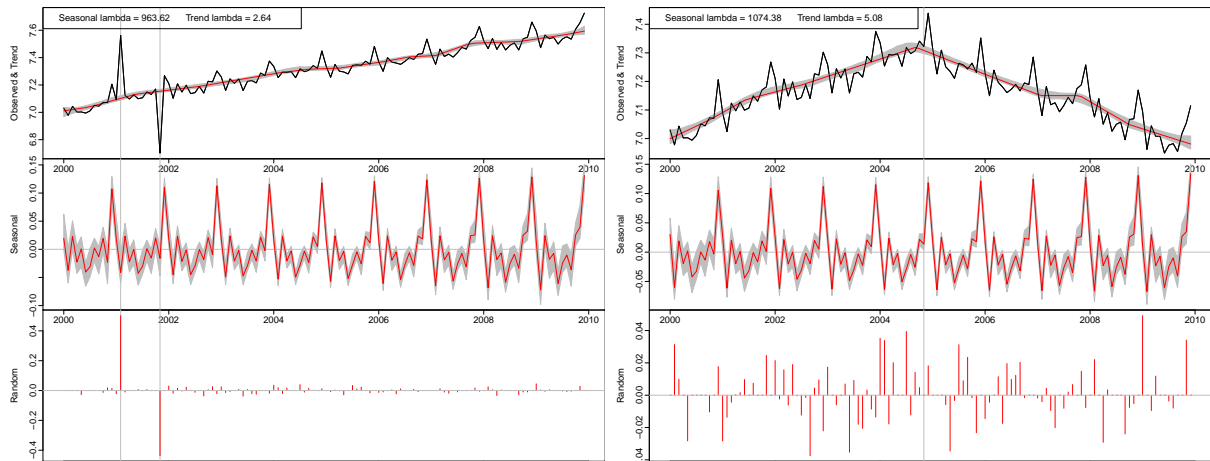 Seasonal lambda = 963.62 Trend lambda = 2.64
Observed & Trend
6.8 7.0 7.2 7.4 7.6
2000 2002 2004 2006 2008 2010
Seasonal
-0.10 -0.05 0.00 0.05 0.10 0.15
2000 2002 2004 2006 2008 2010
Random
-0.4 -0.2 0.0 0.2 0.4
Seasonal lambda = 1074.38 Trend lambda = 5.08
Observed & Trend
7.0 7.1 7.2 7.3 7.4
2000 2002 2004 2006 2008 2010
Seasonal
-0.05 0.00 0.05 0.10
2000 2002 2004 2006 2008 2010
Random
-0.02 0.00 0.02 0.04